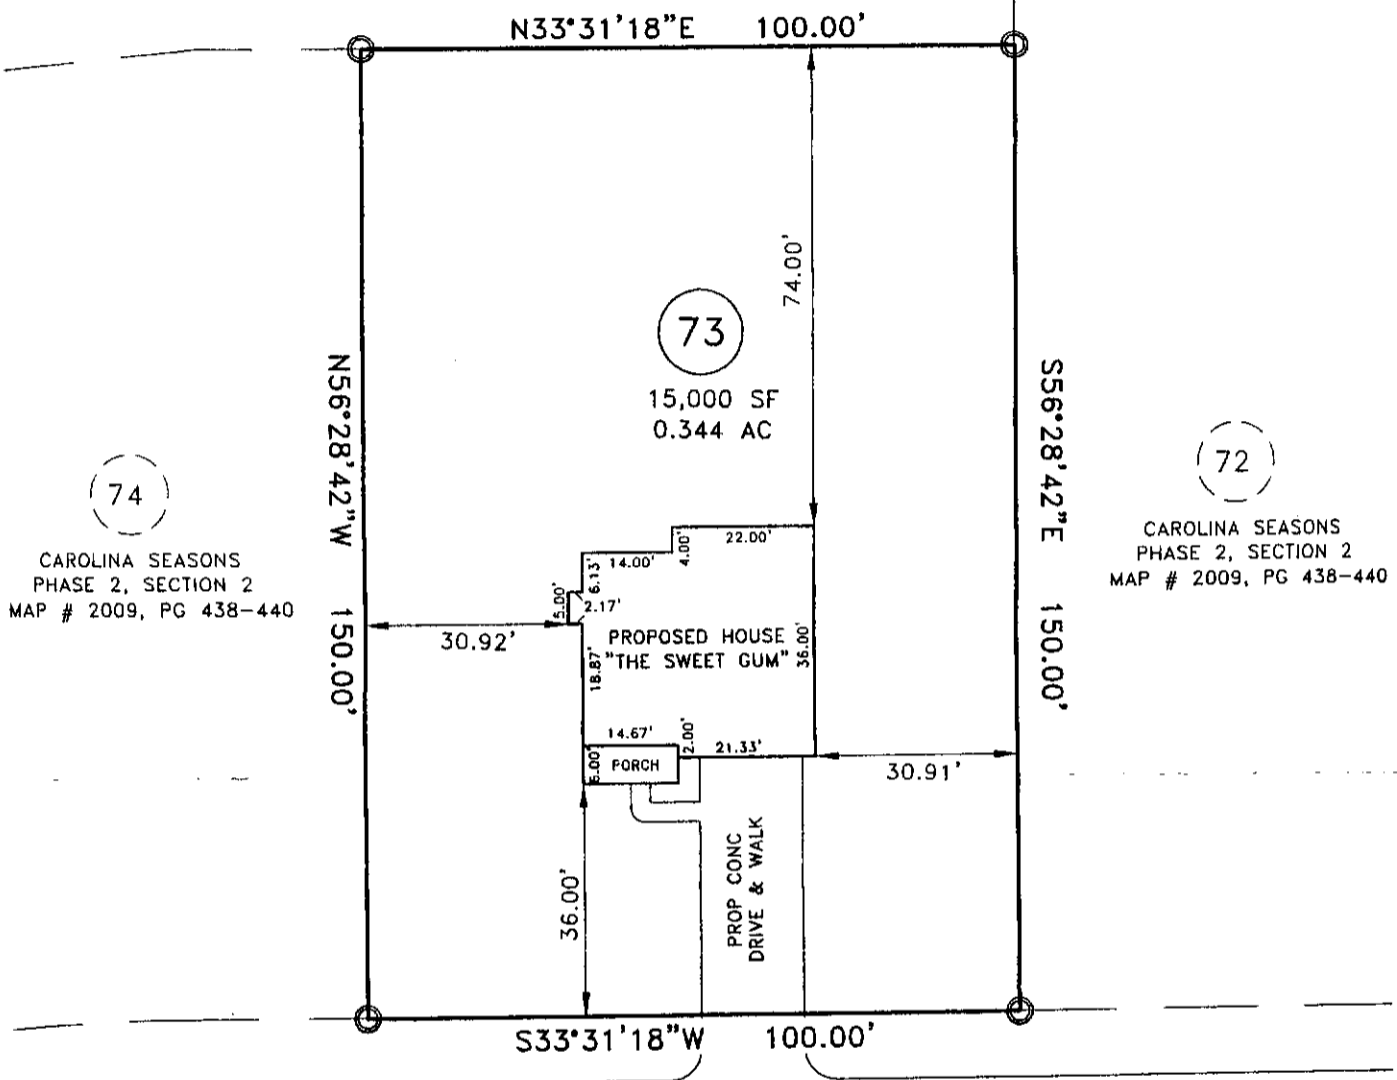 N33°31'18"E 100.00'
74.00'
73
15,000 SF
0.344 AC
N56°28'42"W 150.00'
S56°28'42"E 150.00'
74
CAROLINA SEASONS
PHASE 2, SECTION 2
MAP # 2009, PG 438-440
72
CAROLINA SEASONS
PHASE 2, SECTION 2
MAP # 2009, PG 438-440
22.00'
4.00'
14.00'
6.13'
5.00'
2.17'
30.92'
PROPOSED HOUSE
"THE SWEET GUM"
36.00'
18.87'
14.67'
2.00'
21.33'
6.00'
PORCH
30.91'
36.00'
PROP CONC
DRIVE & WALK
S33°31'18"W 100.00'